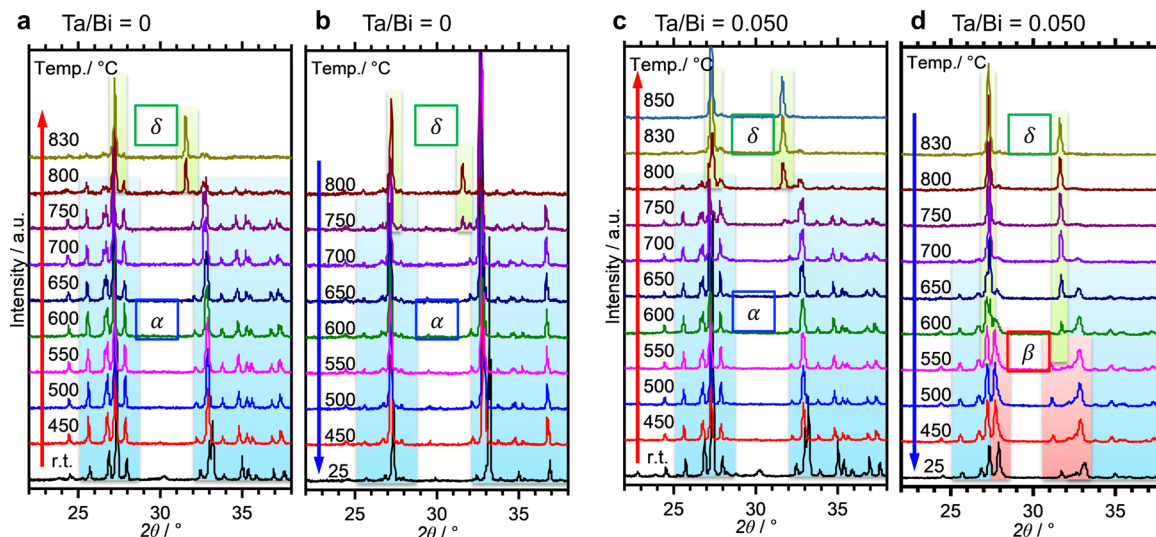 a Ta/Bi = 0
Temp./ °C
830
800
750
700
650
600
550
500
450
r.t.
δ
α
Intensity / a.u.
25 30 35
2θ / °
b Ta/Bi = 0
800
750
700
650
600
550
500
450
25
δ
α
25 30 35
2θ / °
c Ta/Bi = 0.050
Temp./ °C
850
830
800
750
700
650
600
550
500
450
r.t.
δ
α
Intensity / a.u.
25 30 35
2θ / °
d Ta/Bi = 0.050
Temp./ °C
830
800
750
700
650
600
550
500
450
25
δ
β
25 30 35
2θ / °